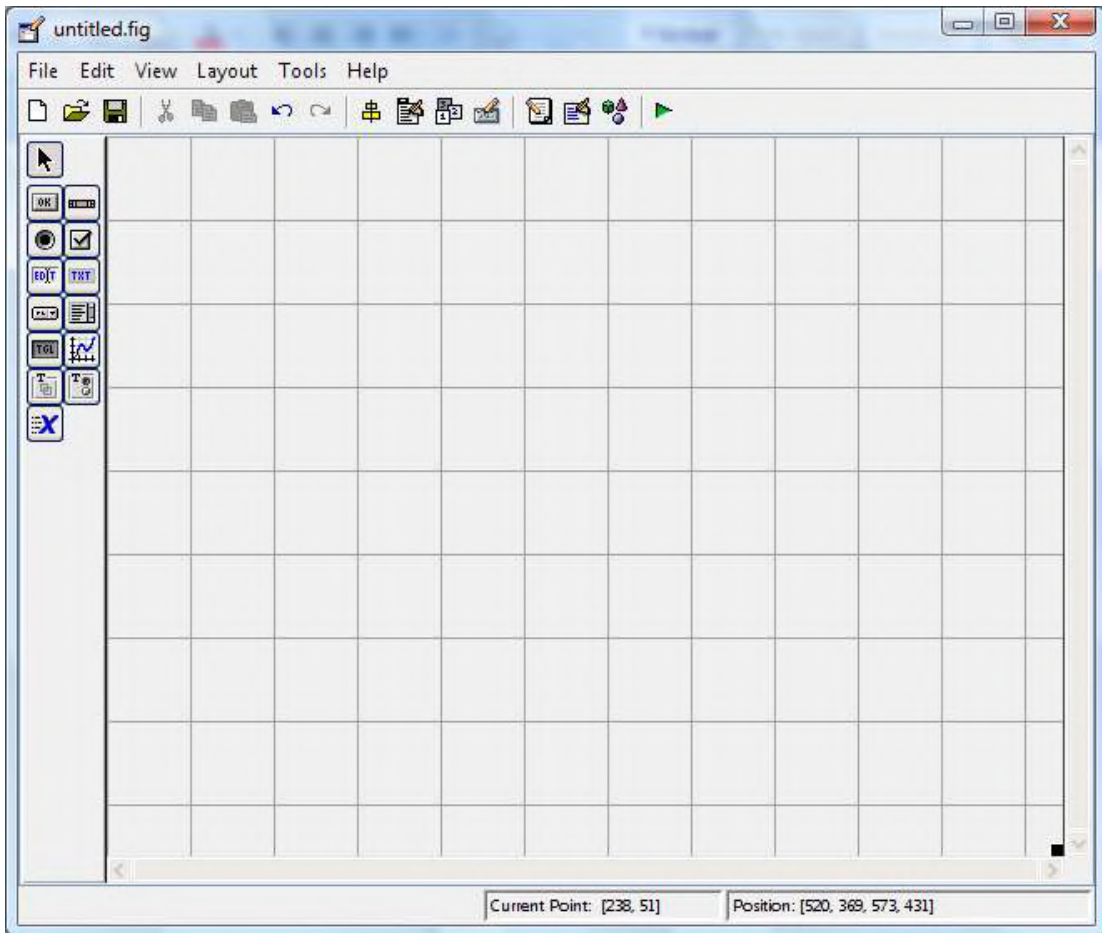 untitled.fig
File Edit View Layout Tools Help
OK
EDIT TXT
TGL
T T
X
Current Point: [238, 51] Position: [520, 369, 573, 431]